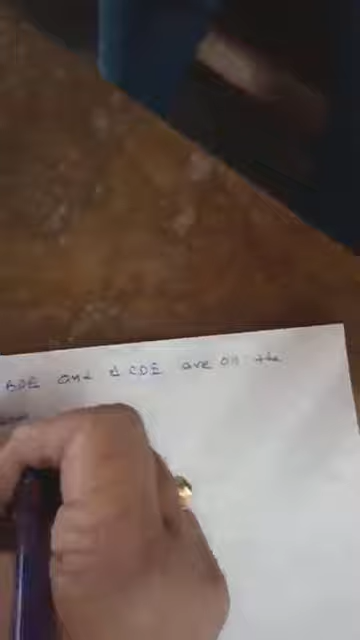 BDE and △ CDE are on the